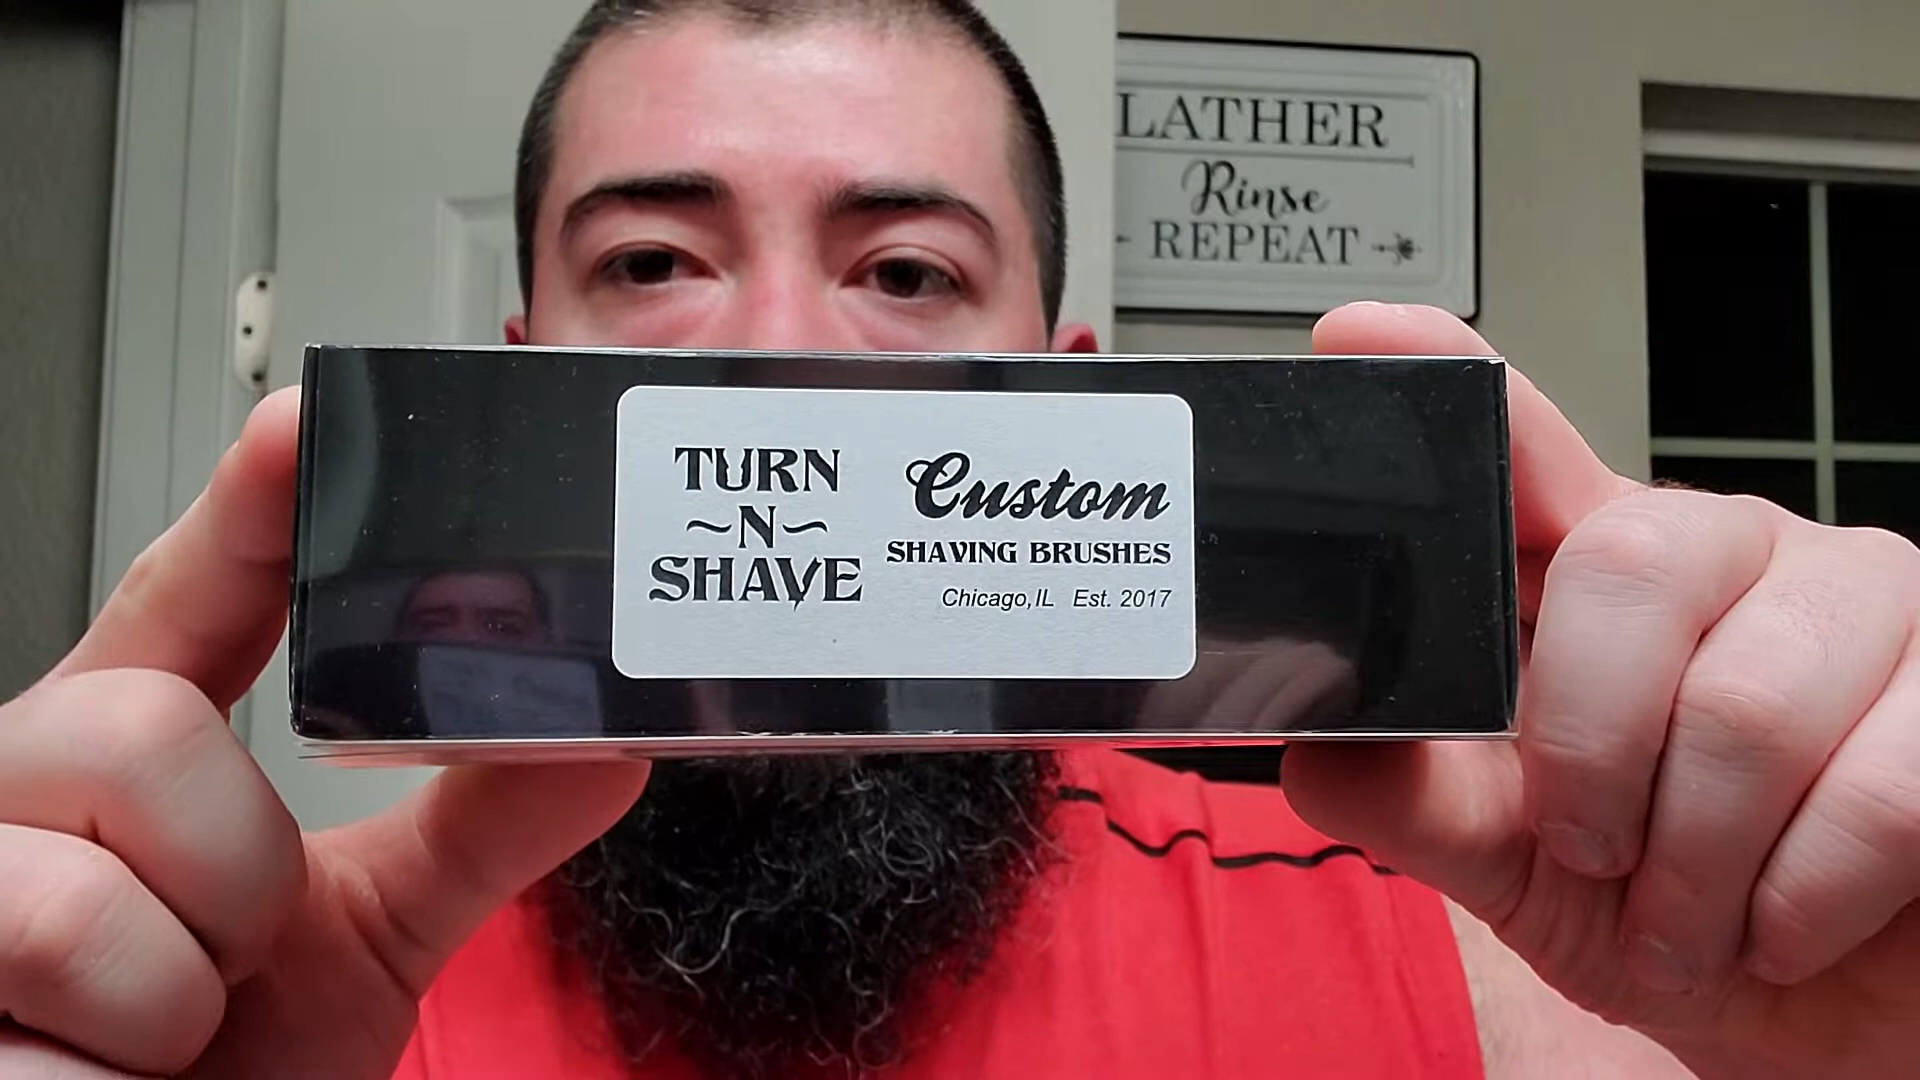 LATHER
Rinse
REPEAT
TURN
~N~
SHAVE
Custom
SHAVING BRUSHES
Chicago, IL Est. 2017